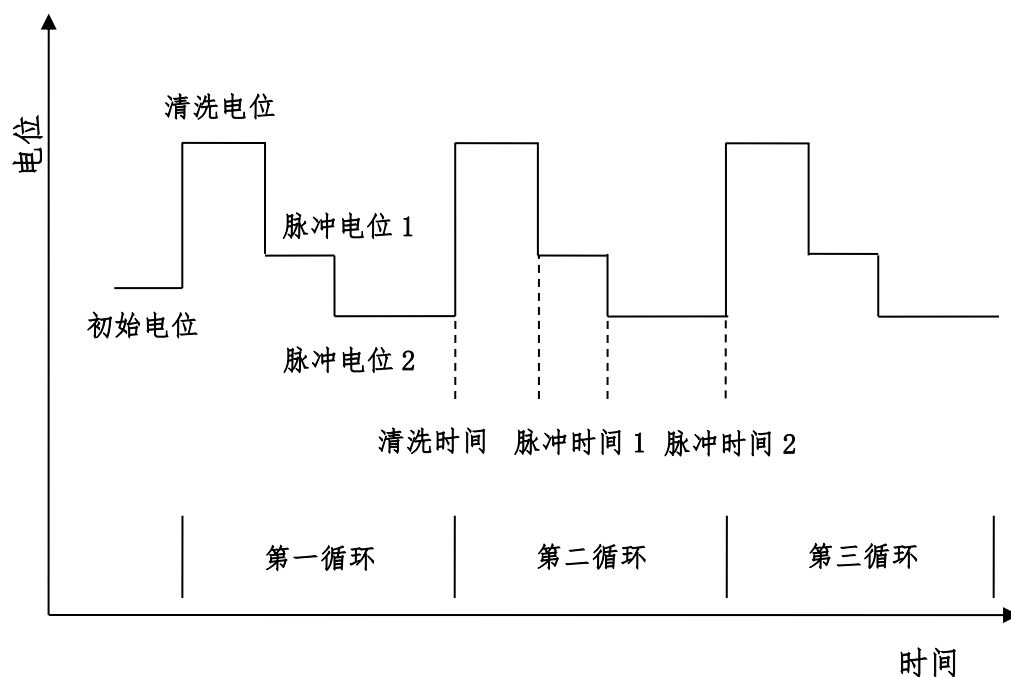 清洗电位
电位
脉冲电位 1
初始电位
脉冲电位 2
清洗时间 脉冲时间 1 脉冲时间 2
第一循环 第二循环 第三循环
时间